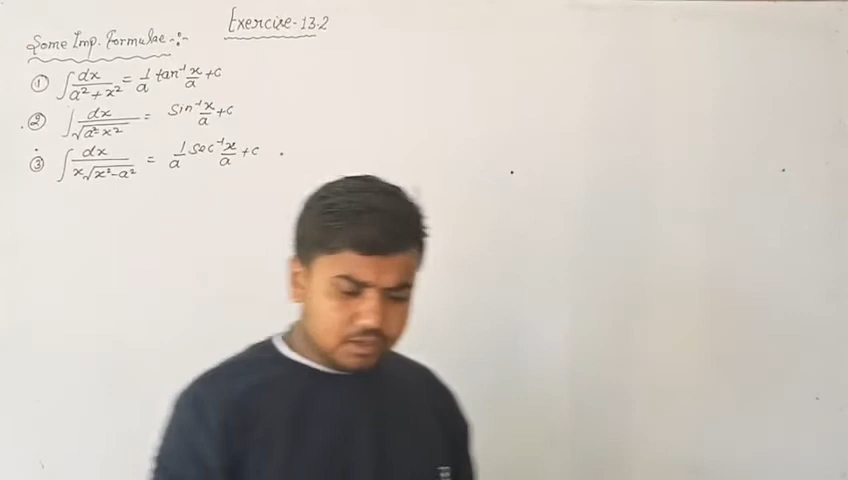 Exercise-13.2
Some Imp. Formulae -:-
① ∫ dx/(a² + x²) = 1/a tan⁻¹ x/a + c
② ∫ dx/√(a² x²) = sin⁻¹ x/a + c
③ ∫ dx/(x√(x² - a²)) = 1/a sec⁻¹ x/a + c